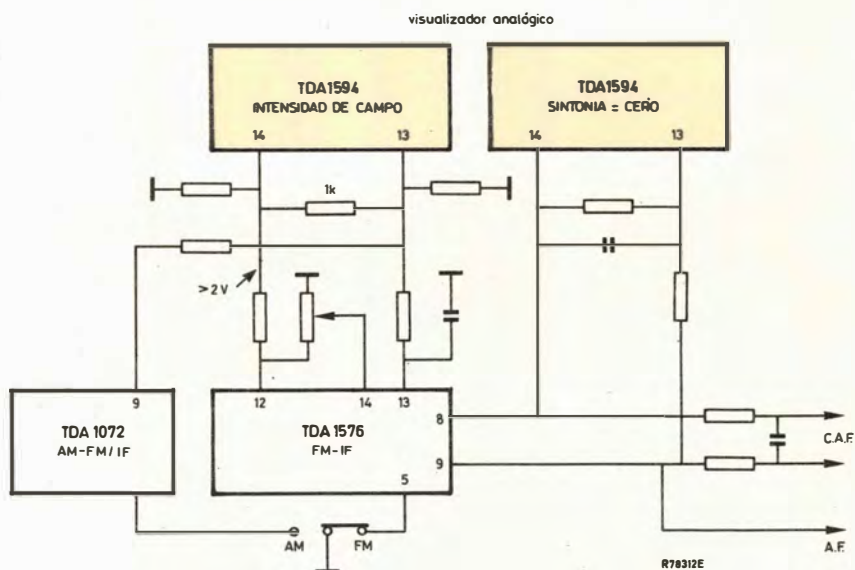 visualizador analógico
TDA1594
INTENSIDAD DE CAMPO
14
13
TDA1594
SINTONIA = CERO
14
13
1k
>2V
9
TDA 1072
AM-FM/IF
12
14
13
TDA 1576
FM-IF
8
9
5
C.A.F.
A.F.
AM
FM
R78312E